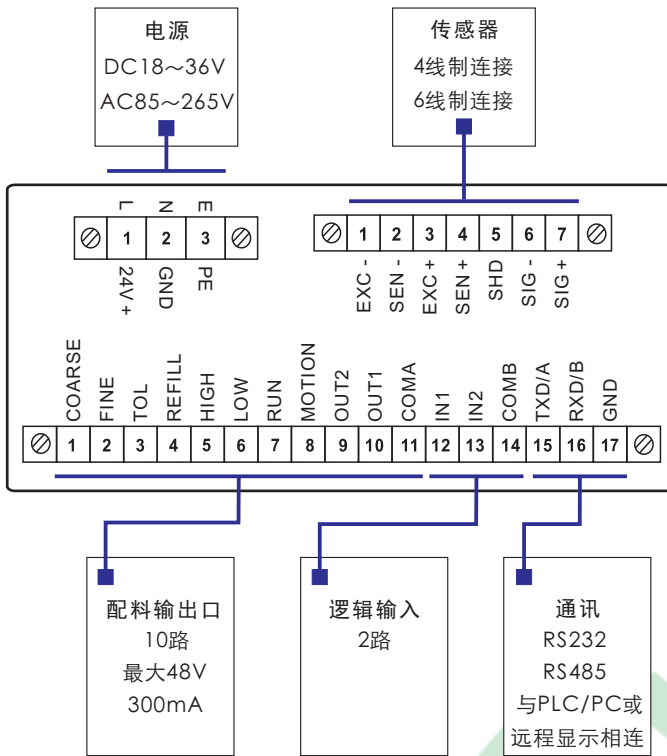 电源
DC18～36V
AC85～265V
传感器
4线制连接
6线制连接
L N E
1 2 3
24V+ GND PE
1 2 3 4 5 6 7
EXC- SEN- EXC+ SEN+ SHD SIG- SIG+
COARSE FINE TOL REFILL HIGH LOW RUN MOTION OUT2 OUT1 COMA IN1 IN2 COMB TXD/A RXD/B GND
1 2 3 4 5 6 7 8 9 10 11 12 13 14 15 16 17
配料输出口
10路
最大48V
300mA
逻辑输入
2路
通讯
RS232
RS485
与PLC/PC或
远程显示相连